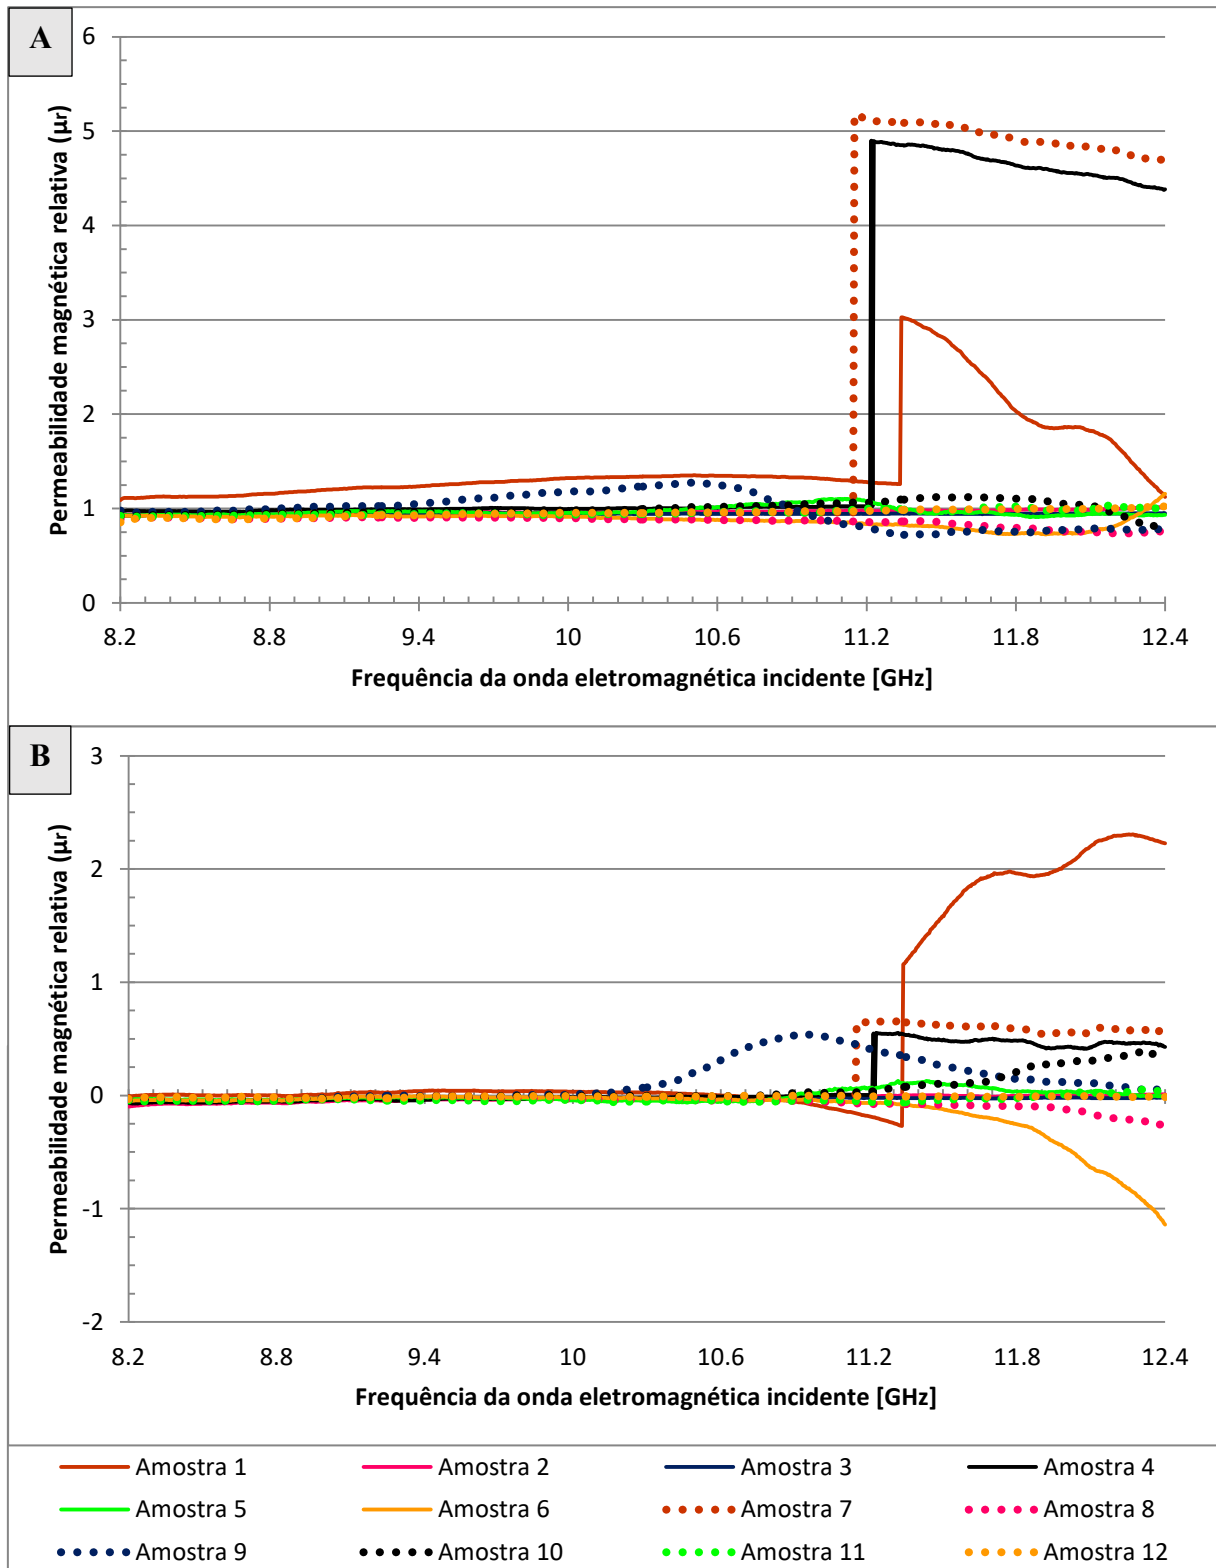 A
Permeabilidade magnética relativa (μr)
6
5
4
3
2
1
0
8.2 8.8 9.4 10 10.6 11.2 11.8 12.4
Frequência da onda eletromagnética incidente [GHz]
B
Permeabilidade magnética relativa (μr)
3
2
1
0
-1
-2
8.2 8.8 9.4 10 10.6 11.2 11.8 12.4
Frequência da onda eletromagnética incidente [GHz]
Amostra 1 Amostra 2 Amostra 3 Amostra 4
Amostra 5 Amostra 6 Amostra 7 Amostra 8
Amostra 9 Amostra 10 Amostra 11 Amostra 12